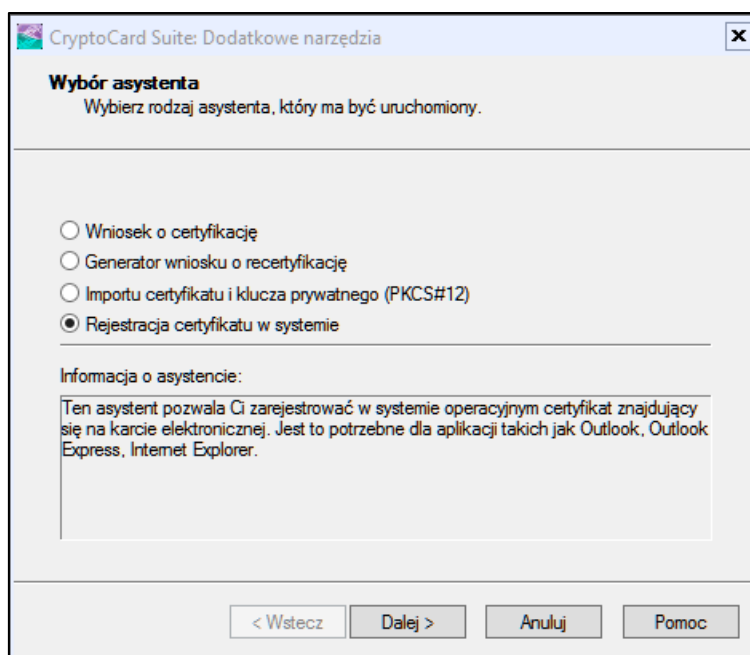 CryptoCard Suite: Dodatkowe narzędzia
Wybór asystenta
Wybierz rodzaj asystenta, który ma być uruchomiony.
Wniosek o certyfikację
Generator wniosku o recertyfikację
Importu certyfikatu i klucza prywatnego (PKCS#12)
Rejestracja certyfikatu w systemie
Informacja o asystencie:
Ten asystent pozwala Ci zarejestrować w systemie operacyjnym certyfikat znajdujący
się na karcie elektronicznej. Jest to potrzebne dla aplikacji takich jak Outlook, Outlook
Express, Internet Explorer.
< Wstecz Dalej > Anuluj Pomoc